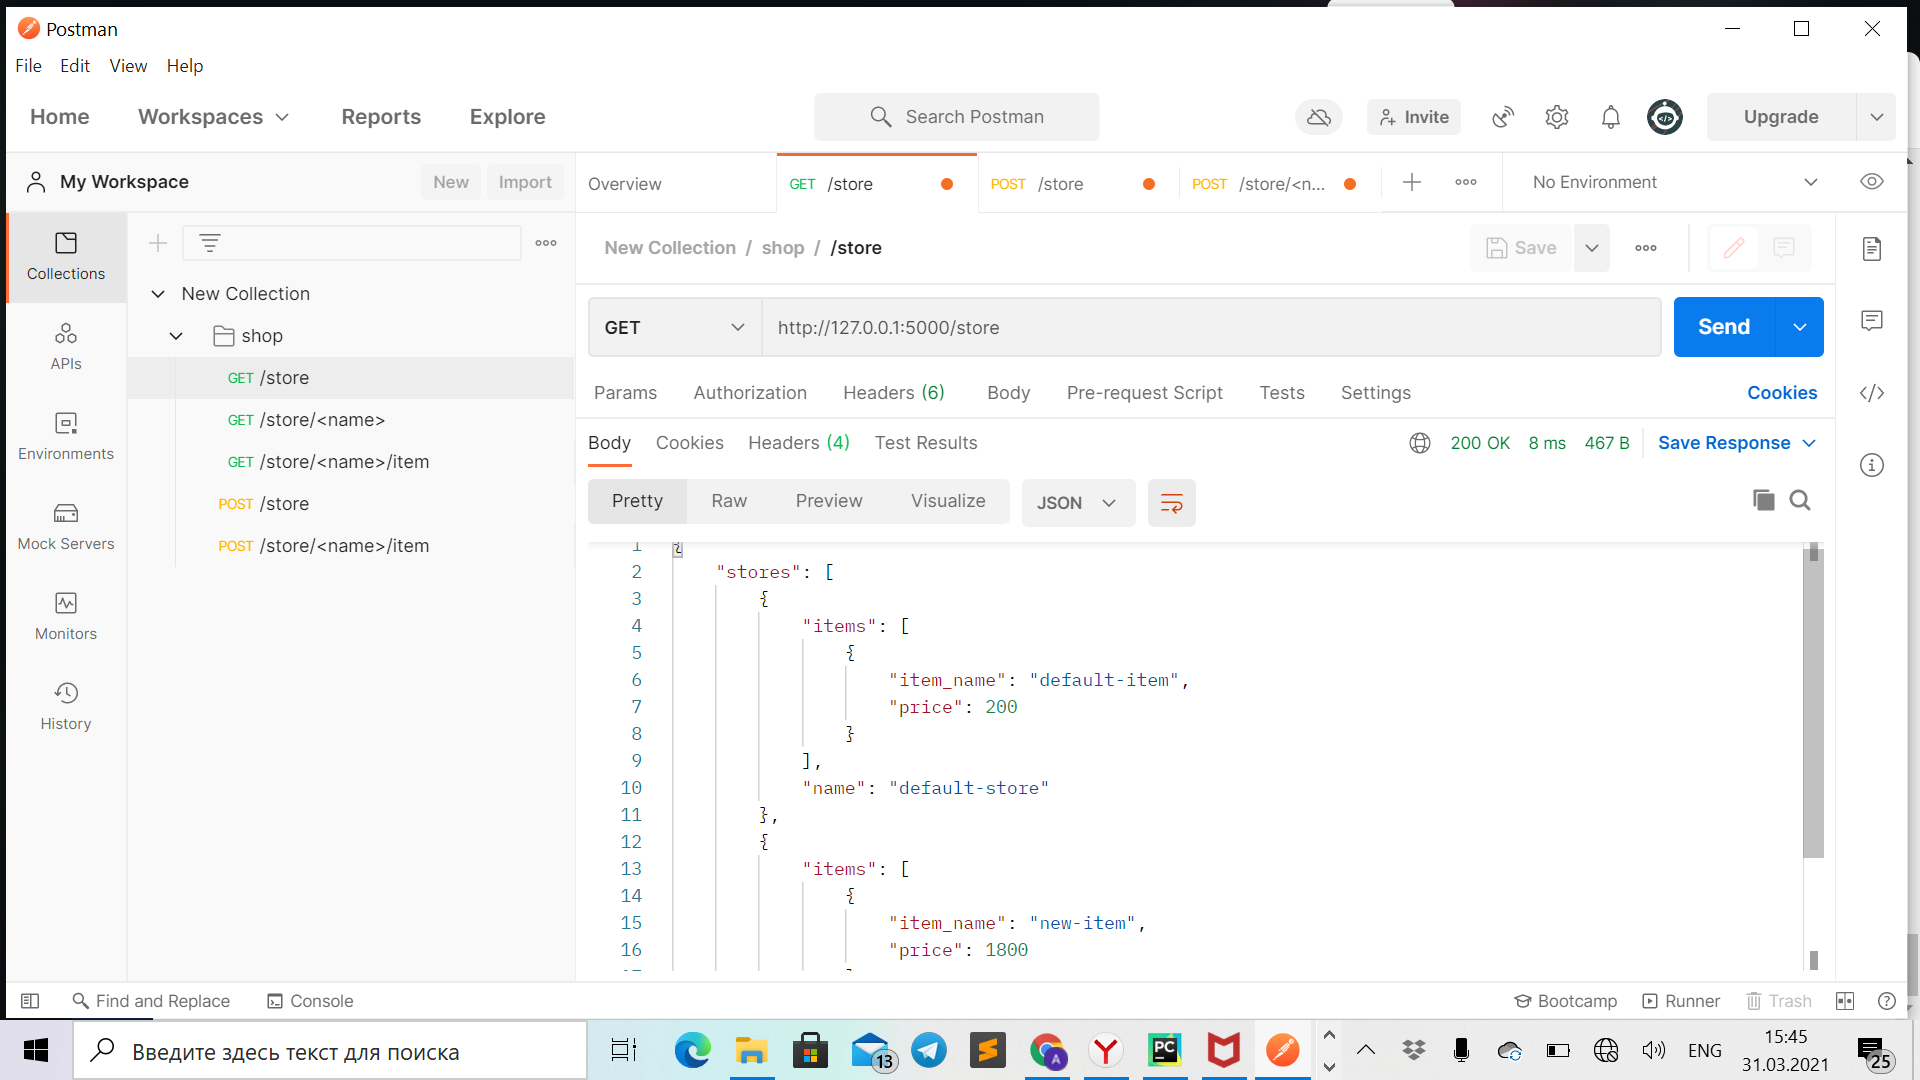 Postman
File Edit View Help
Home Workspaces Reports Explore Search Postman Invite Upgrade
My Workspace New Import Overview GET /store POST /store POST /store/<n... No Environment
Collections
New Collection / shop / /store Save
New Collection
shop
GET http://127.0.0.1:5000/store Send
GET /store
GET /store/<name>
GET /store/<name>/item
POST /store
POST /store/<name>/item
APIs
Environments
Mock Servers
Monitors
History
Params Authorization Headers (6) Body Pre-request Script Tests Settings Cookies
Body Cookies Headers (4) Test Results 200 OK 8 ms 467 B Save Response
Pretty Raw Preview Visualize JSON
1 {
2 "stores": [
3 {
4 "items": [
5 {
6 "item_name": "default-item",
7 "price": 200
8 }
9 ],
10 "name": "default-store"
11 },
12 {
13 "items": [
14 {
15 "item_name": "new-item",
16 "price": 1800
Find and Replace Console Bootcamp Runner Trash
Введите здесь текст для поиска 13 A PC ENG 15:45
31.03.2021 25